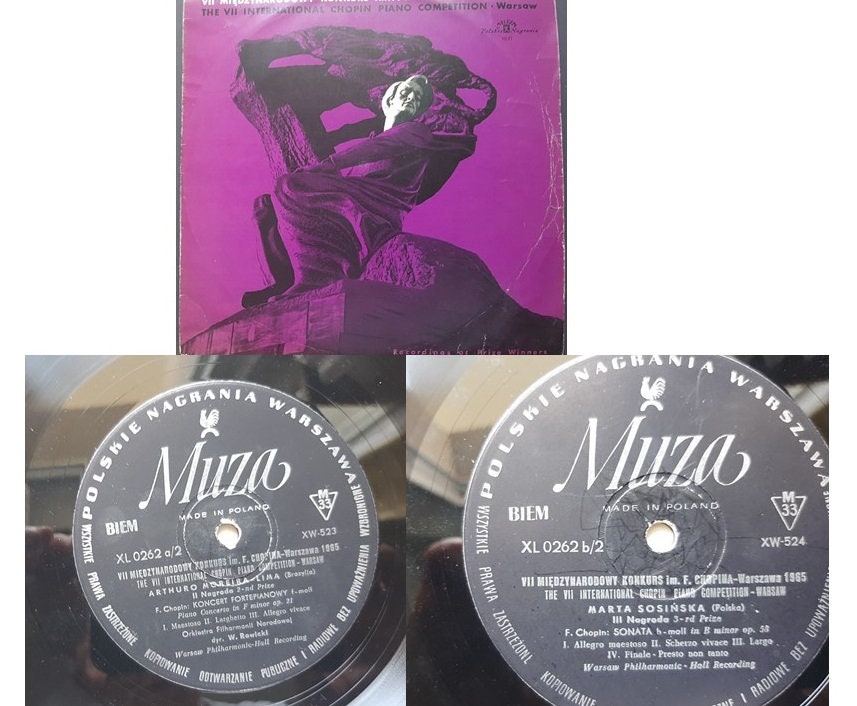 VII MIĘDZYNARODOWY KONKURS
THE VII INTERNATIONAL CHOPIN PIANO COMPETITION · Warsaw
Polskie Nagrania
Recordings of Prize Winners
POLSKIE NAGRANIA WARSZAWA
Muza
MADE IN POLAND
BIEM
M
33
XL 0262 a/2
XW-523
VII MIĘDZYNARODOWY KONKURS im. F. CHOPINA-Warszawa 1965
THE VII INTERNATIONAL CHOPIN PIANO COMPETITION - WARSAW
ARTHURO MOREIRA LIMA (Brazylia)
II Nagroda 2-nd Prize
F. Chopin: KONCERT FORTEPIANOWY f-moll
Piano Concerto in F minor op. 21
I. Maestoso II. Larghetto III. Allegro vivace
Orkiestra Filharmonii Narodowej
dyr. W. Rowicki
Warsaw Philharmonic-Hall Recording
WSZYSTKIE PRAWA ZASTRZEŻONE KOPIOWANIE ODTWARZANIE PUBLICZNE I RADIOWE BEZ UPOWAŻNIENIA WZBRONIONE
POLSKIE NAGRANIA WARSZAWA
Muza
MADE IN POLAND
BIEM
M
33
XL 0262 b/2
XW-524
VII MIĘDZYNARODOWY KONKURS im. F. CHOPINA-Warszawa 1965
THE VII INTERNATIONAL CHOPIN PIANO COMPETITION-WARSAW
MARTA SOSIŃSKA (Polska)
III Nagroda 3-rd Prize
F. Chopin: SONATA h-moll in B minor op. 58
I. Allegro maestoso II. Scherzo vivace III. Largo
IV. Finale - Presto non tanto
Warsaw Philharmonic-Hall Recording
WSZYSTKIE PRAWA ZASTRZEŻONE KOPIOWANIE PUBLICZNE I RADIOWE BEZ UPOWAŻNIENIA